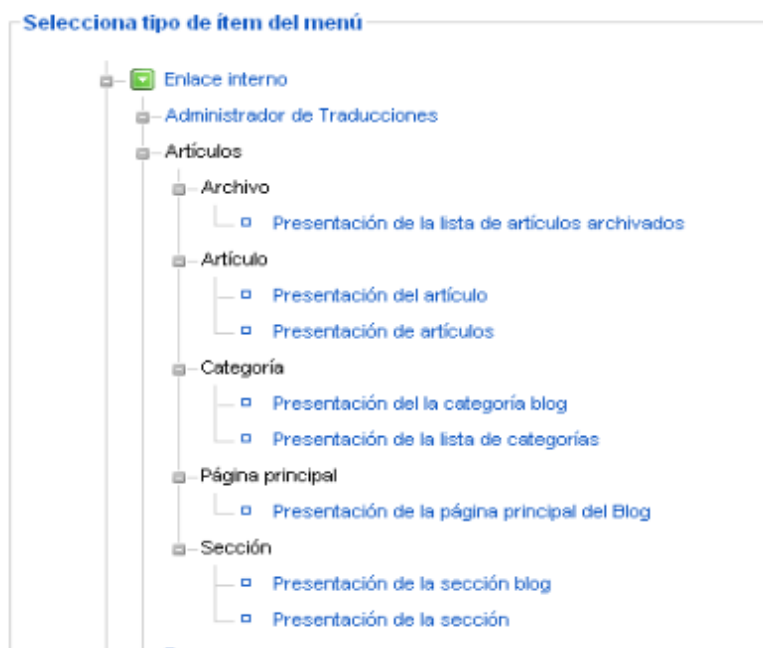 Selecciona tipo de ítem del menú
Enlace interno
Administrador de Traducciones
Artículos
Archivo
Presentación de la lista de artículos archivados
Artículo
Presentación del artículo
Presentación de artículos
Categoría
Presentación del la categoría blog
Presentación de la lista de categorías
Página principal
Presentación de la página principal del Blog
Sección
Presentación de la sección blog
Presentación de la sección